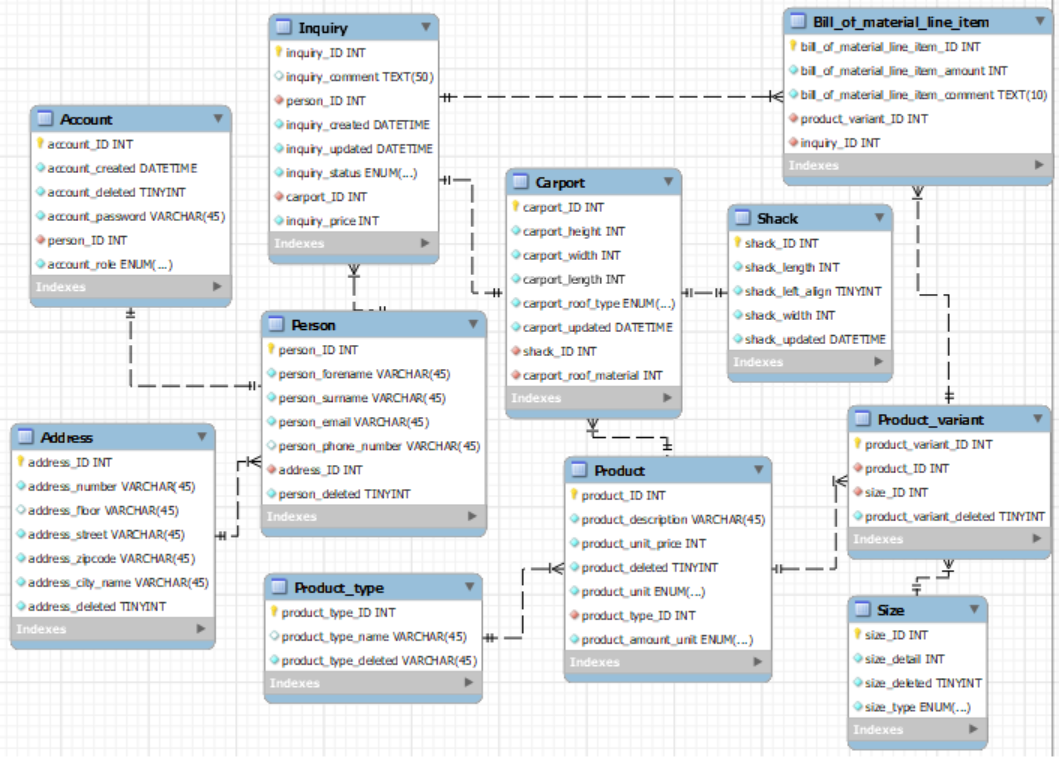 Inquiry
inquiry_ID INT
inquiry_comment TEXT(50)
person_ID INT
inquiry_created DATETIME
inquiry_updated DATETIME
inquiry_status ENUM(...)
carport_ID INT
inquiry_price INT
Indexes
Bill_of_material_line_item
bill_of_material_line_item_ID INT
bill_of_material_line_item_amount INT
bill_of_material_line_item_comment TEXT(10)
product_variant_ID INT
inquiry_ID INT
Indexes
Account
account_ID INT
account_created DATETIME
account_deleted TINYINT
account_password VARCHAR(45)
person_ID INT
account_role ENUM(...)
Indexes
Carport
carport_ID INT
carport_height INT
carport_width INT
carport_length INT
carport_roof_type ENUM(...)
carport_updated DATETIME
shack_ID INT
carport_roof_material INT
Indexes
Shack
shack_ID INT
shack_length INT
shack_left_align TINYINT
shack_width INT
shack_updated DATETIME
Indexes
Person
person_ID INT
person_forename VARCHAR(45)
person_surname VARCHAR(45)
person_email VARCHAR(45)
person_phone_number VARCHAR(45)
address_ID INT
person_deleted TINYINT
Indexes
Address
address_ID INT
address_number VARCHAR(45)
address_floor VARCHAR(45)
address_street VARCHAR(45)
address_zipcode VARCHAR(45)
address_city_name VARCHAR(45)
address_deleted TINYINT
Indexes
Product
product_ID INT
product_description VARCHAR(45)
product_unit_price INT
product_deleted TINYINT
product_unit ENUM(...)
product_type_ID INT
product_amount_unit ENUM(...)
Indexes
Product_variant
product_variant_ID INT
product_ID INT
size_ID INT
product_variant_deleted TINYINT
Indexes
Product_type
product_type_ID INT
product_type_name VARCHAR(45)
product_type_deleted VARCHAR(45)
Indexes
Size
size_ID INT
size_detail INT
size_deleted TINYINT
size_type ENUM(...)
Indexes